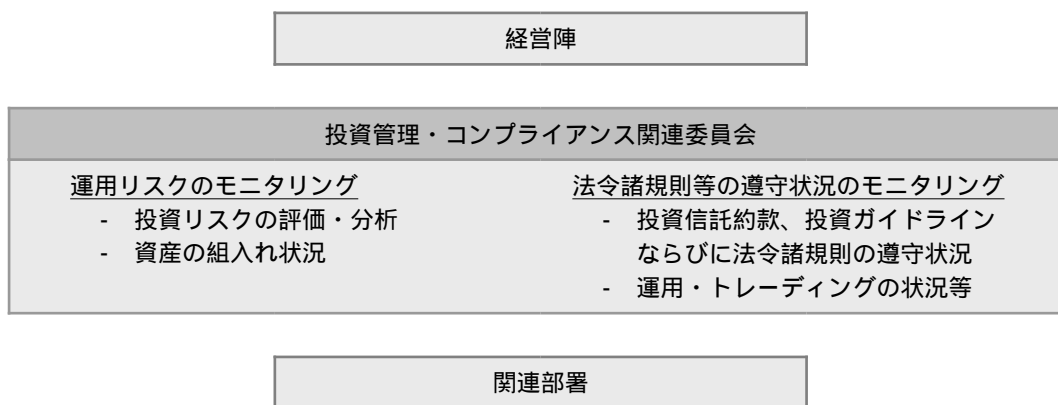 経営陣
投資管理・コンプライアンス関連委員会
運用リスクのモニタリング
- 投資リスクの評価・分析
- 資産の組入れ状況
法令諸規則等の遵守状況のモニタリング
- 投資信託約款、投資ガイドライン
ならびに法令諸規則の遵守状況
- 運用・トレーディングの状況等
関連部署